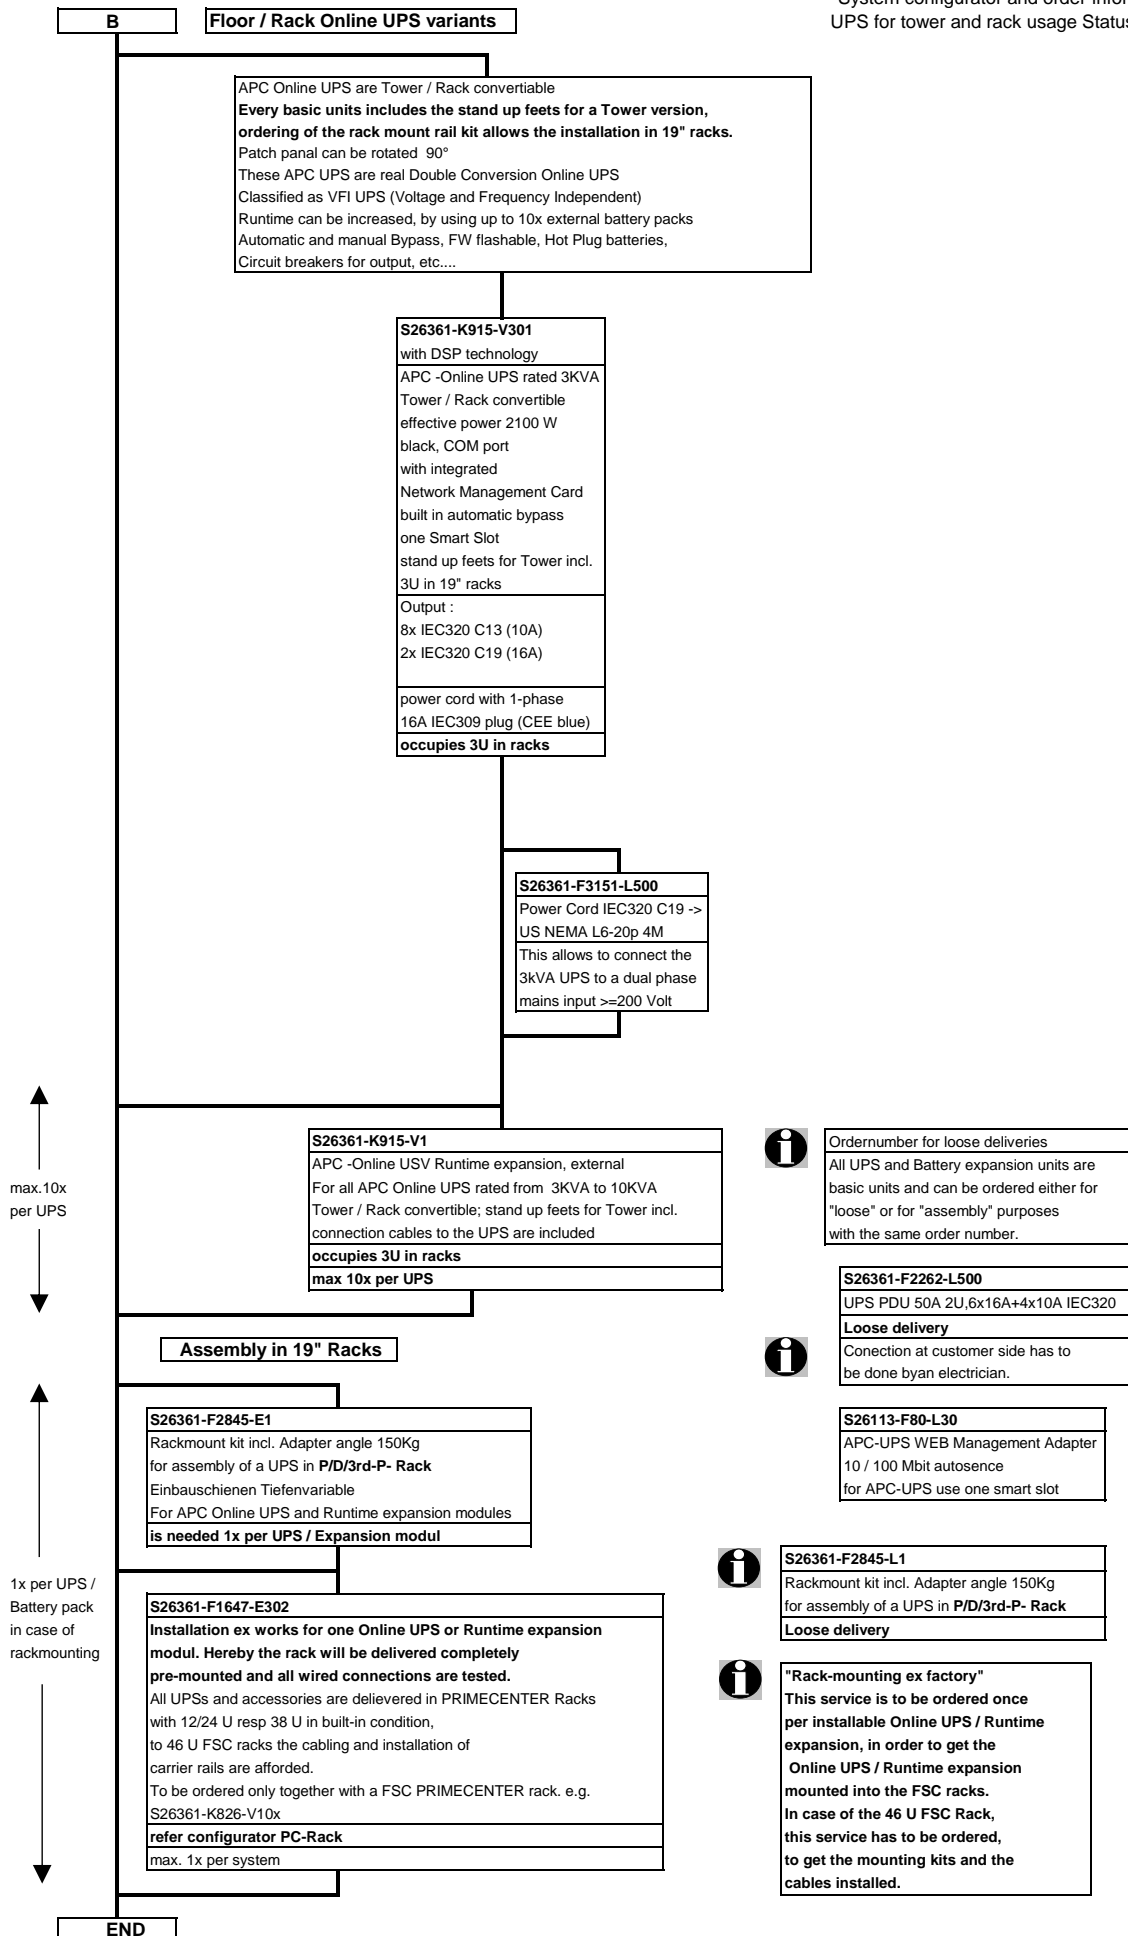 System configurator and order
UPS for tower and rack usage Status
B
Floor / Rack Online UPS variants
APC Online UPS are Tower / Rack convertiable
Every basic units includes the stand up feets for a Tower version,
ordering of the rack mount rail kit allows the installation in 19" racks.
Patch panal can be rotated 90°
These APC UPS are real Double Conversion Online UPS
Classified as VFI UPS (Voltage and Frequency Independent)
Runtime can be increased, by using up to 10x external battery packs
Automatic and manual Bypass, FW flashable, Hot Plug batteries,
Circuit breakers for output, etc....
S26361-K915-V301
with DSP technology
APC -Online UPS rated 3KVA
Tower / Rack convertible
effective power 2100 W
black, COM port
with integrated
Network Management Card
built in automatic bypass
one Smart Slot
stand up feets for Tower incl.
3U in 19" racks
Output :
8x IEC320 C13 (10A)
2x IEC320 C19 (16A)
power cord with 1-phase
16A IEC309 plug (CEE blue)
occupies 3U in racks
S26361-F3151-L500
Power Cord IEC320 C19 ->
US NEMA L6-20p 4M
This allows to connect the
3kVA UPS to a dual phase
mains input >=200 Volt
max.10x
per UPS
S26361-K915-V1
APC -Online USV Runtime expansion, external
For all APC Online UPS rated from 3KVA to 10KVA
Tower / Rack convertible; stand up feets for Tower incl.
connection cables to the UPS are included
occupies 3U in racks
max 10x per UPS
Ordernumber for loose deliveries
All UPS and Battery expansion units are
basic units and can be ordered either for
"loose" or for "assembly" purposes
with the same order number.
S26361-F2262-L500
UPS PDU 50A 2U,6x16A+4x10A IEC320
Loose delivery
Conection at customer side has to
be done byan electrician.
Assembly in 19" Racks
S26361-F2845-E1
Rackmount kit incl. Adapter angle 150Kg
for assembly of a UPS in P/D/3rd-P- Rack
Einbauschienen Tiefenvariable
For APC Online UPS and Runtime expansion modules
is needed 1x per UPS / Expansion modul
S26113-F80-L30
APC-UPS WEB Management Adapter
10 / 100 Mbit autosence
for APC-UPS use one smart slot
1x per UPS /
Battery pack
in case of
rackmounting
S26361-F2845-L1
Rackmount kit incl. Adapter angle 150Kg
for assembly of a UPS in P/D/3rd-P- Rack
Loose delivery
S26361-F1647-E302
Installation ex works for one Online UPS or Runtime expansion
modul. Hereby the rack will be delivered completely
pre-mounted and all wired connections are tested.
All UPSs and accessories are delievered in PRIMECENTER Racks
with 12/24 U resp 38 U in built-in condition,
to 46 U FSC racks the cabling and installation of
carrier rails are afforded.
To be ordered only together with a FSC PRIMECENTER rack. e.g.
S26361-K826-V10x
refer configurator PC-Rack
max. 1x per system
"Rack-mounting ex factory"
This service is to be ordered once
per installable Online UPS / Runtime
expansion, in order to get the
Online UPS / Runtime expansion
mounted into the FSC racks.
In case of the 46 U FSC Rack,
this service has to be ordered,
to get the mounting kits and the
cables installed.
END